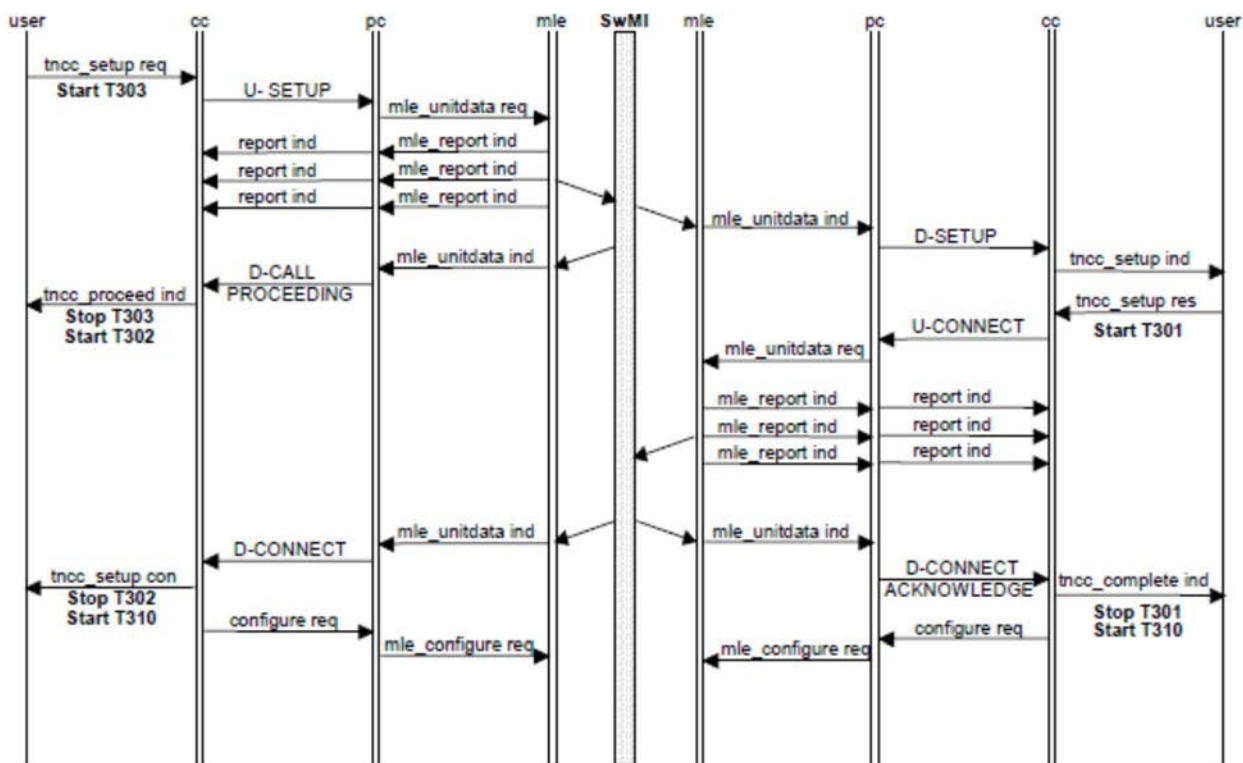 user cc pc mle SwMI mle pc cc user
tncc_setup req
Start T303
U- SETUP
mle_unitdata req
report ind mle_report ind
report ind mle_report ind
report ind mle_report ind
mle_unitdata ind
D-SETUP
mle_unitdata ind
tncc_setup ind
D-CALL
PROCEEDING
tncc_proceed ind
Stop T303
Start T302
tncc_setup res
Start T301
U-CONNECT
mle_unitdata req
mle_report ind report ind
mle_report ind report ind
mle_report ind report ind
mle_unitdata ind mle_unitdata ind
D-CONNECT
D-CONNECT
ACKNOWLEDGE
tncc_setup con
Stop T302
Start T310
tncc_complete ind
Stop T301
Start T310
configure req configure req
mle_configure req mle_configure req